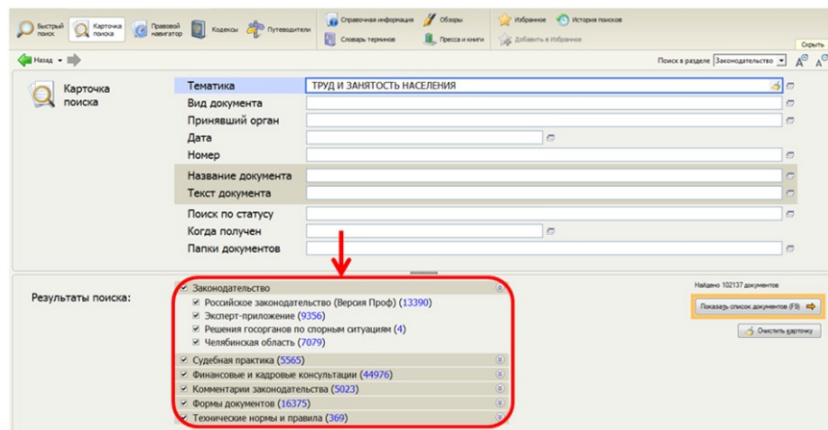 Быстрый поиск
Карточка поиска
Правовой навигатор
Кодексы
Путеводители
Справочная информация
Словарь терминов
Обзоры
Пресса и книги
Избранное
История поисков
Добавить в Избранное
Скрыть
Назад
Поиск в разделе Законодательство
Карточка поиска
Тематика ТРУД И ЗАНЯТОСТЬ НАСЕЛЕНИЯ
Вид документа
Принявший орган
Дата
Номер
Название документа
Текст документа
Поиск по статусу
Когда получен
Папки документов
Результаты поиска:
Законодательство
Российское законодательство (Версия Проф) (13390)
Эксперт-приложение (9356)
Решения госорганов по спорным ситуациям (4)
Челябинская область (7079)
Судебная практика (5565)
Финансовые и кадровые консультации (44976)
Комментарии законодательства (5023)
Формы документов (16375)
Технические нормы и правила (369)
Найдено 102137 документов
Показать список документов (F9)
Очистить карточку